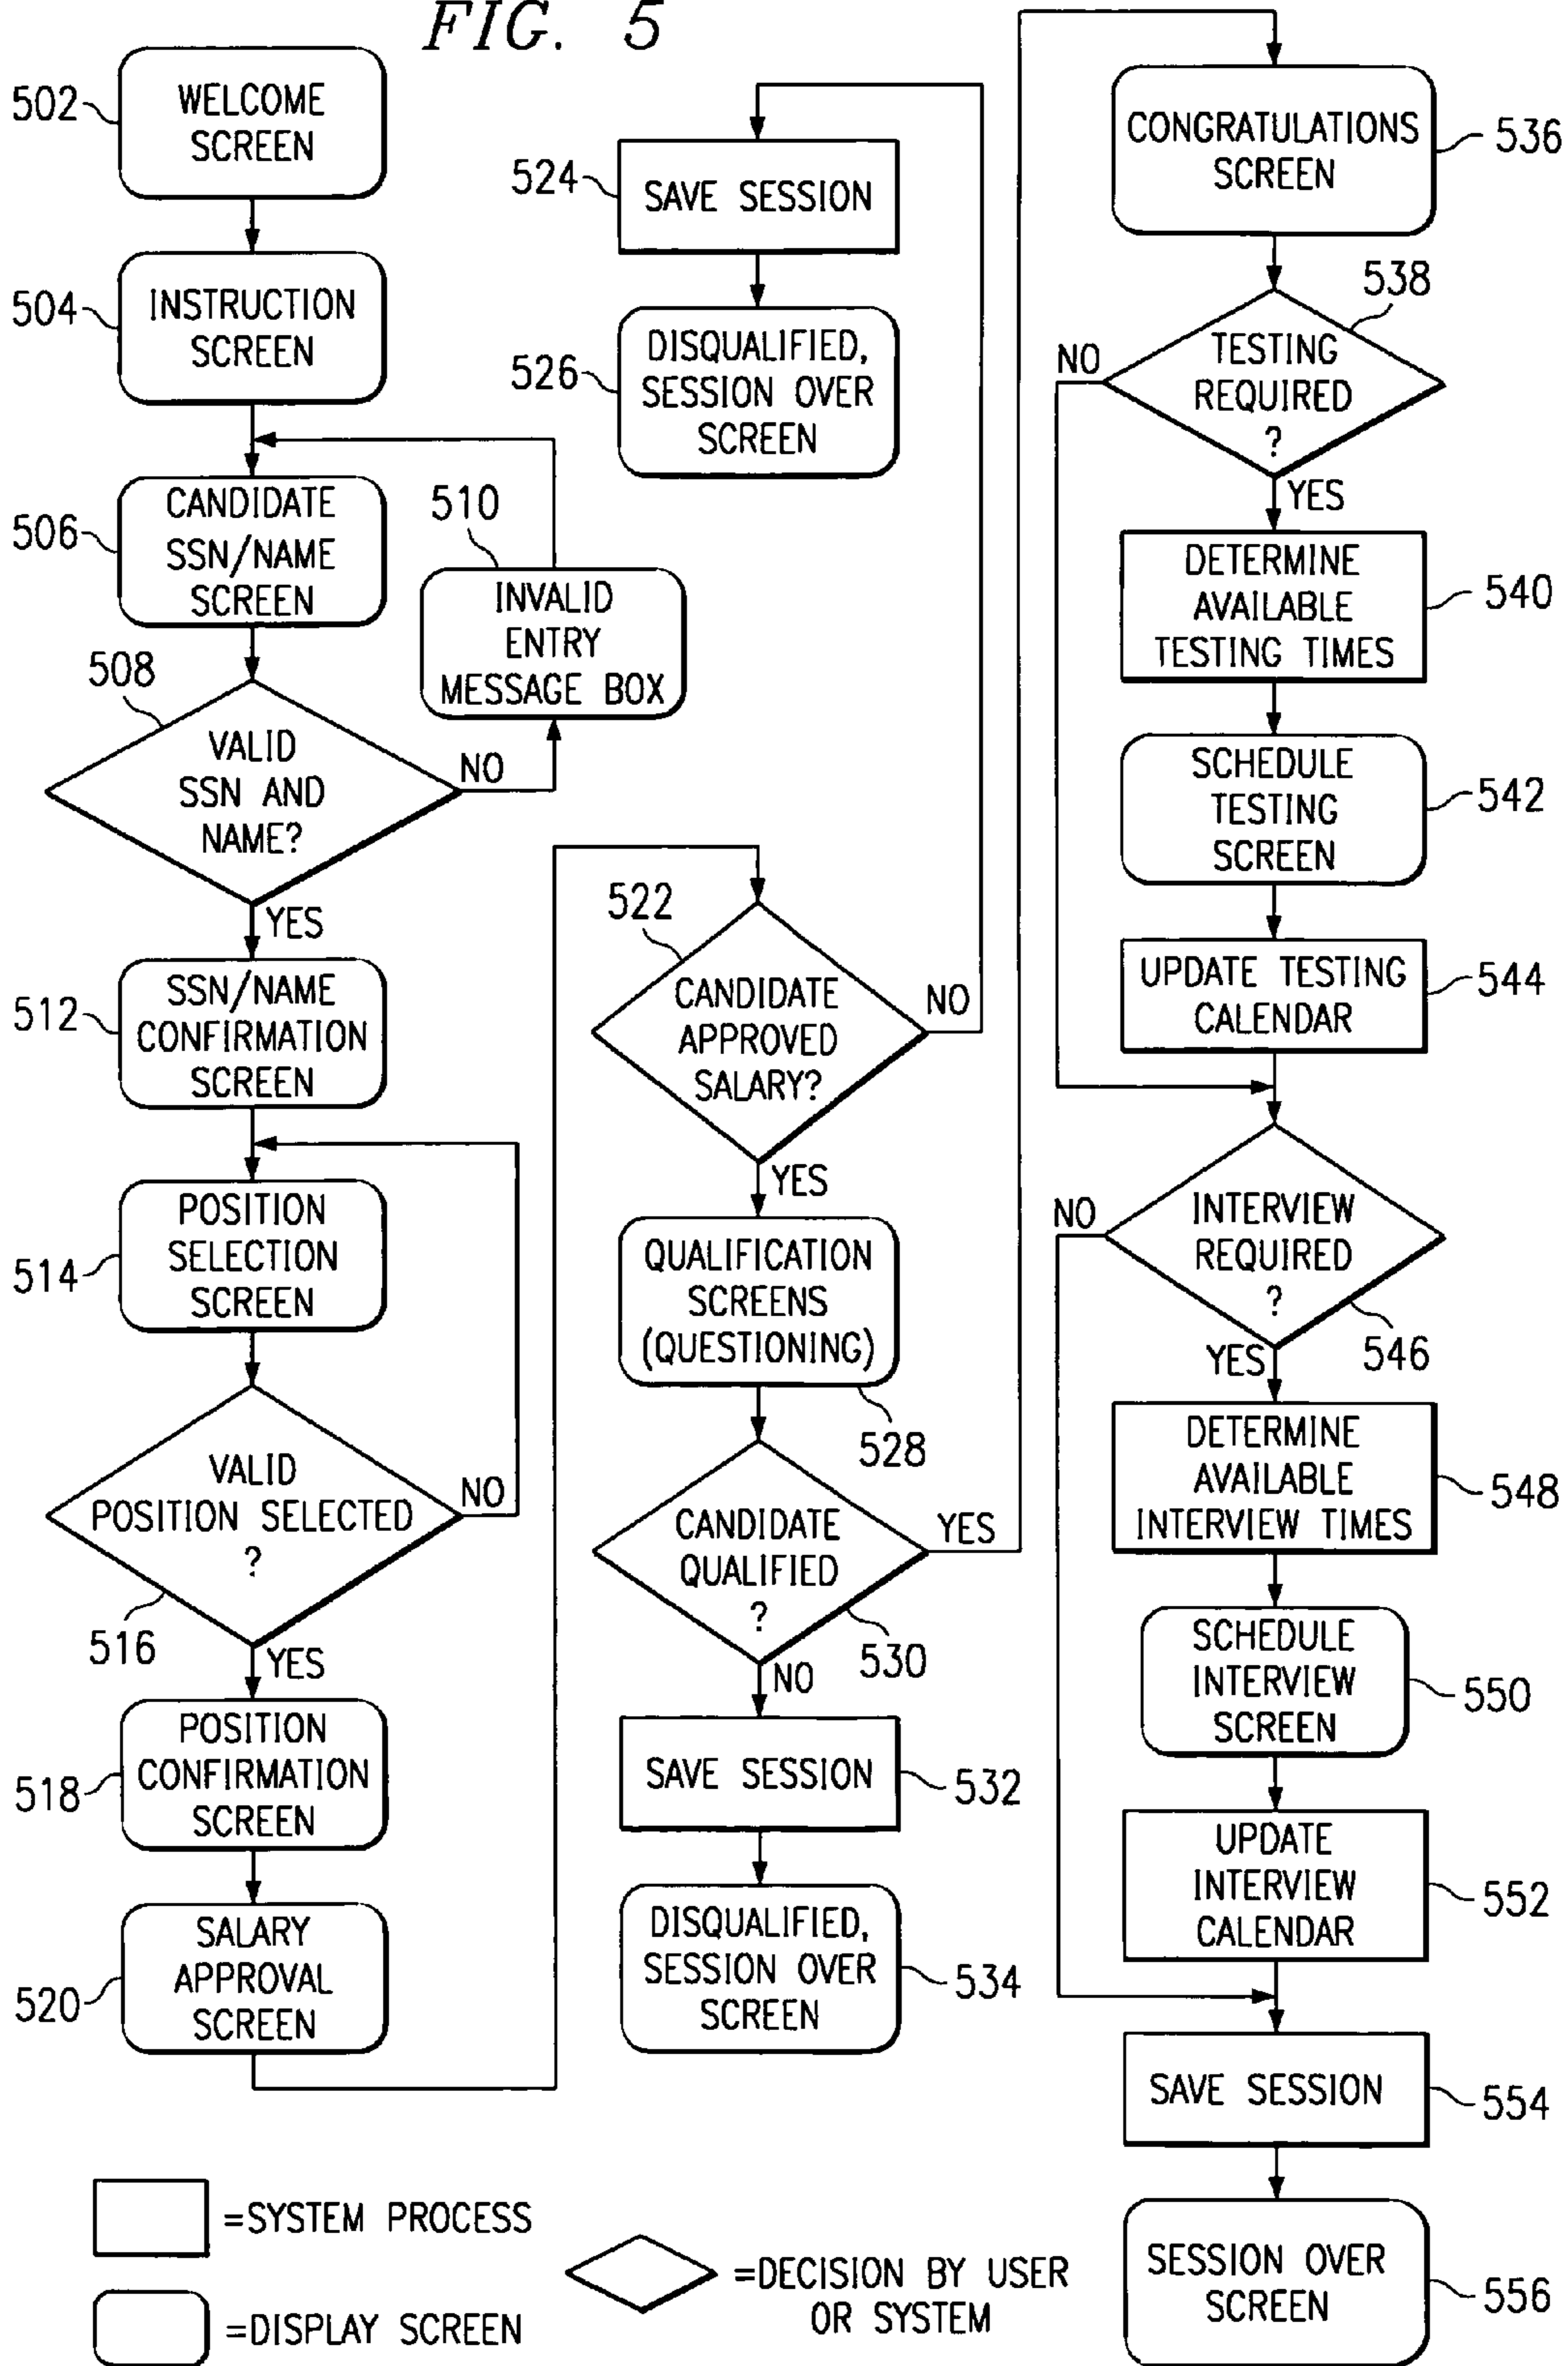 FIG. 5
502
WELCOME
SCREEN
504
INSTRUCTION
SCREEN
506
CANDIDATE
SSN/NAME
SCREEN
510
INVALID
ENTRY
MESSAGE BOX
508
VALID
SSN AND
NAME?
NO
YES
512
SSN/NAME
CONFIRMATION
SCREEN
514
POSITION
SELECTION
SCREEN
VALID
POSITION SELECTED
?
NO
516
YES
518
POSITION
CONFIRMATION
SCREEN
520
SALARY
APPROVAL
SCREEN
524
SAVE SESSION
526
DISQUALIFIED,
SESSION OVER
SCREEN
522
CANDIDATE
APPROVED
SALARY?
NO
YES
QUALIFICATION
SCREENS
(QUESTIONING)
528
CANDIDATE
QUALIFIED
?
YES
530
NO
SAVE SESSION
532
DISQUALIFIED,
SESSION OVER
SCREEN
534
CONGRATULATIONS
SCREEN
536
538
TESTING
REQUIRED
?
NO
YES
DETERMINE
AVAILABLE
TESTING TIMES
540
SCHEDULE
TESTING
SCREEN
542
UPDATE TESTING
CALENDAR
544
NO
INTERVIEW
REQUIRED
?
546
YES
DETERMINE
AVAILABLE
INTERVIEW TIMES
548
SCHEDULE
INTERVIEW
SCREEN
550
UPDATE
INTERVIEW
CALENDAR
552
SAVE SESSION
554
SESSION OVER
SCREEN
556
=SYSTEM PROCESS
=DISPLAY SCREEN
=DECISION BY USER
OR SYSTEM